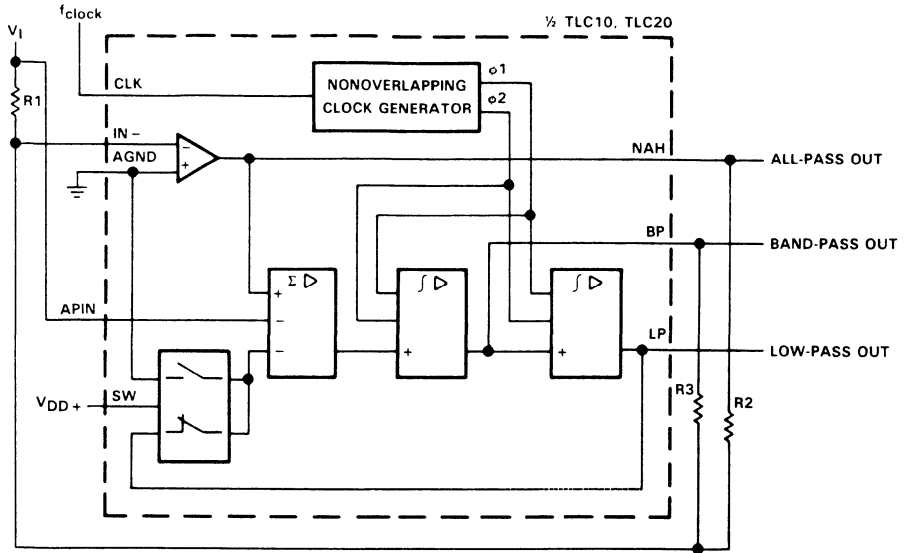 ½ TLC10, TLC20
fclock
VI
CLK
NONOVERLAPPING
CLOCK GENERATOR
φ1
φ2
R1
IN −
AGND
−
+
NAH
ALL-PASS OUT
BP
BAND-PASS OUT
Σ ▷
∫ ▷
∫ ▷
+
APIN
−
−
+
+
LP
LOW-PASS OUT
SW
VDD +
R3
R2